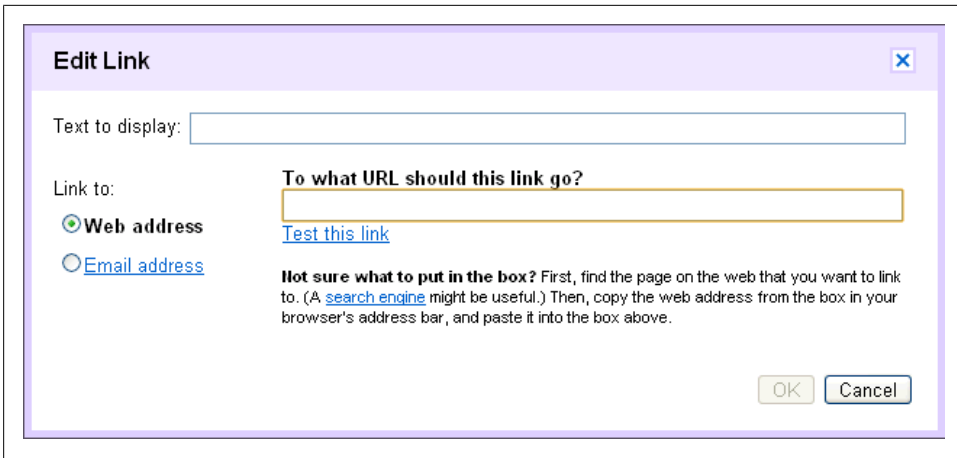 Edit Link
Text to display:
Link to:
Web address
Email address
To what URL should this link go?
Test this link
Not sure what to put in the box? First, find the page on the web that you want to link
to. (A search engine might be useful.) Then, copy the web address from the box in your
browser's address bar, and paste it into the box above.
OK
Cancel